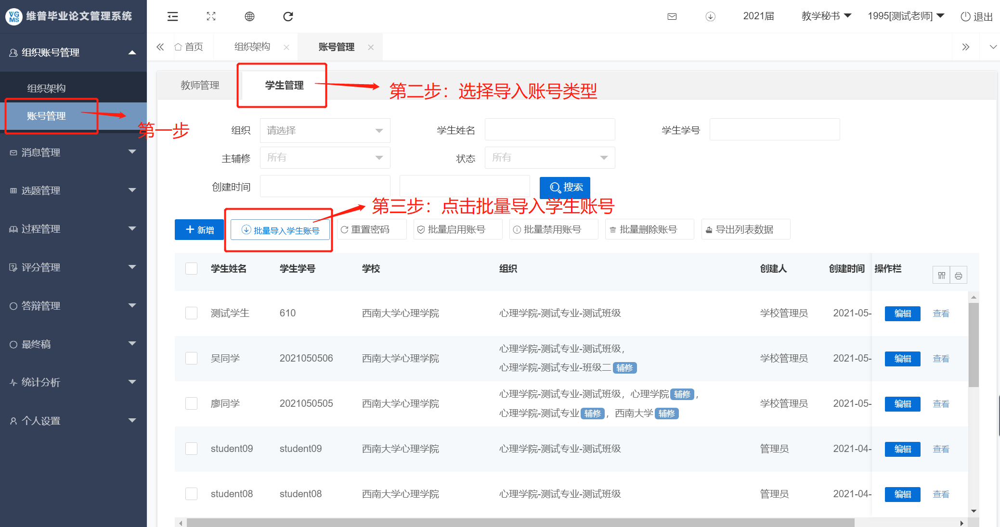 VG MS 维普毕业论文管理系统
2021届 教学秘书 1995[测试老师] 退出
首页 组织架构 账号管理
组织账号管理
组织架构
账号管理
第一步
消息管理
选题管理
过程管理
评分管理
答辩管理
最终稿
统计分析
个人设置
教师管理 学生管理 第二步：选择导入账号类型
组织 请选择 学生姓名 学生学号
主辅修 所有 状态 所有
创建时间 搜索
第三步：点击批量导入学生账号
新增 批量导入学生账号 重置密码 批量启用账号 批量禁用账号 批量删除账号 导出列表数据
学生姓名 学生学号 学校 组织 创建人 创建时间 操作栏
测试学生 610 西南大学心理学院 心理学院-测试专业-测试班级 学校管理员 2021-05- 编辑 查看
心理学院-测试专业-测试班级,
吴同学 2021050506 西南大学心理学院 心理学院-测试专业-班级二 辅修 学校管理员 2021-05- 编辑 查看
心理学院-测试专业-测试班级，心理学院 辅修 ,
廖同学 2021050505 西南大学心理学院 心理学院-测试专业 辅修 ，西南大学 辅修 学校管理员 2021-05- 编辑 查看
student09 student09 西南大学心理学院 心理学院-测试专业-测试班级 管理员 2021-04- 编辑 查看
student08 student08 西南大学心理学院 心理学院-测试专业-测试班级 管理员 2021-04- 编辑 查看